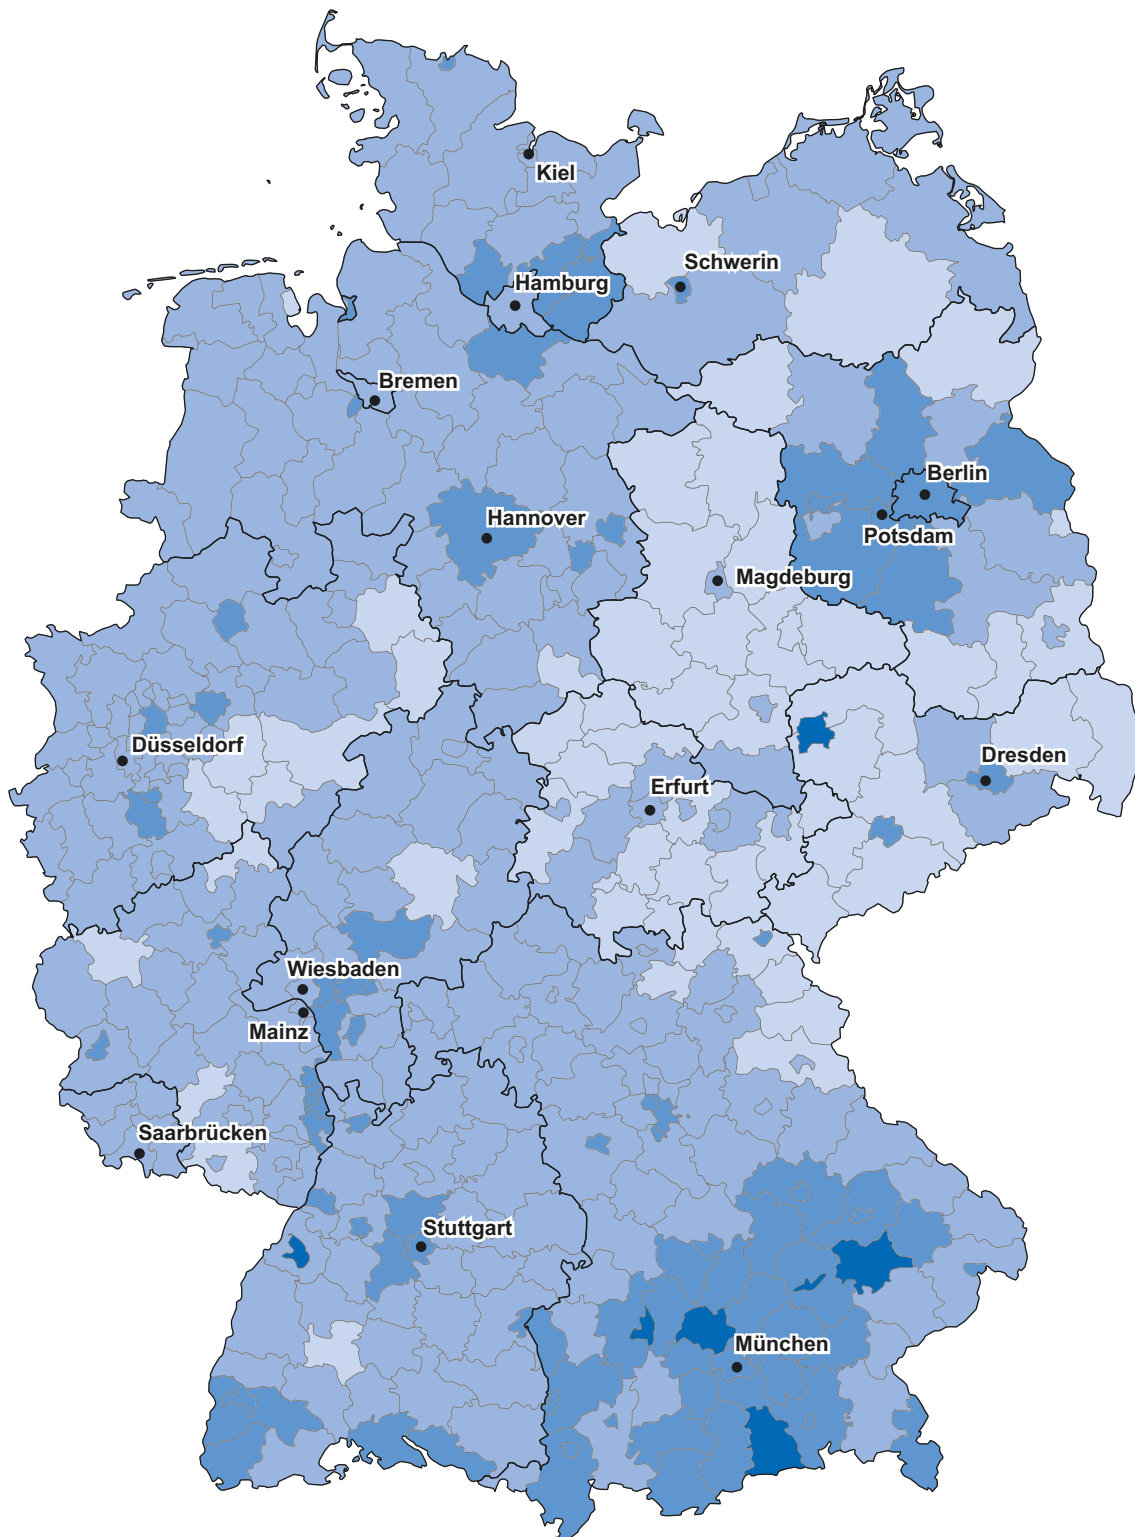 Kiel
Schwerin
Hamburg
Bremen
Berlin
Hannover
Potsdam
Magdeburg
Düsseldorf
Dresden
Erfurt
Wiesbaden
Mainz
Saarbrücken
Stuttgart
München